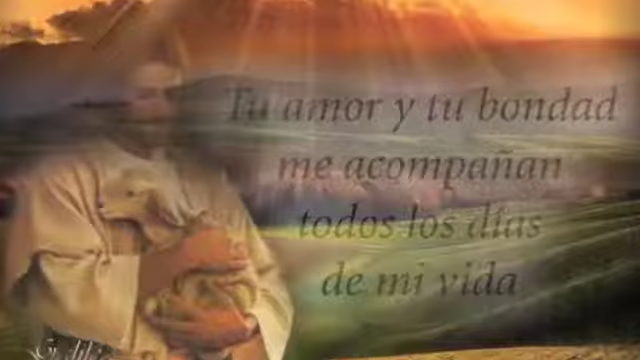 Tu amor y tu bondad
me acompañan
todos los días
de mi vida